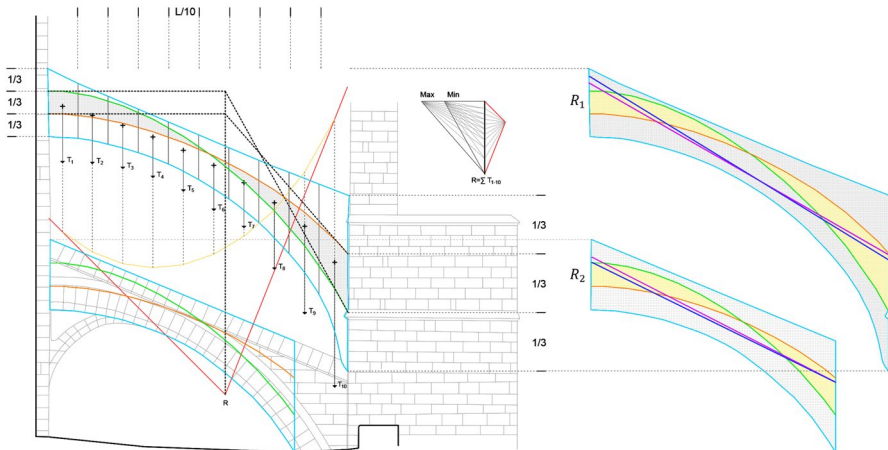 L/10
1/3
1/3
1/3
T1
T2
T3
T4
T5
T6
T7
T8
T9
T10
R
Max Min
R=∑ T1-10
1/3
1/3
1/3
R1
R2